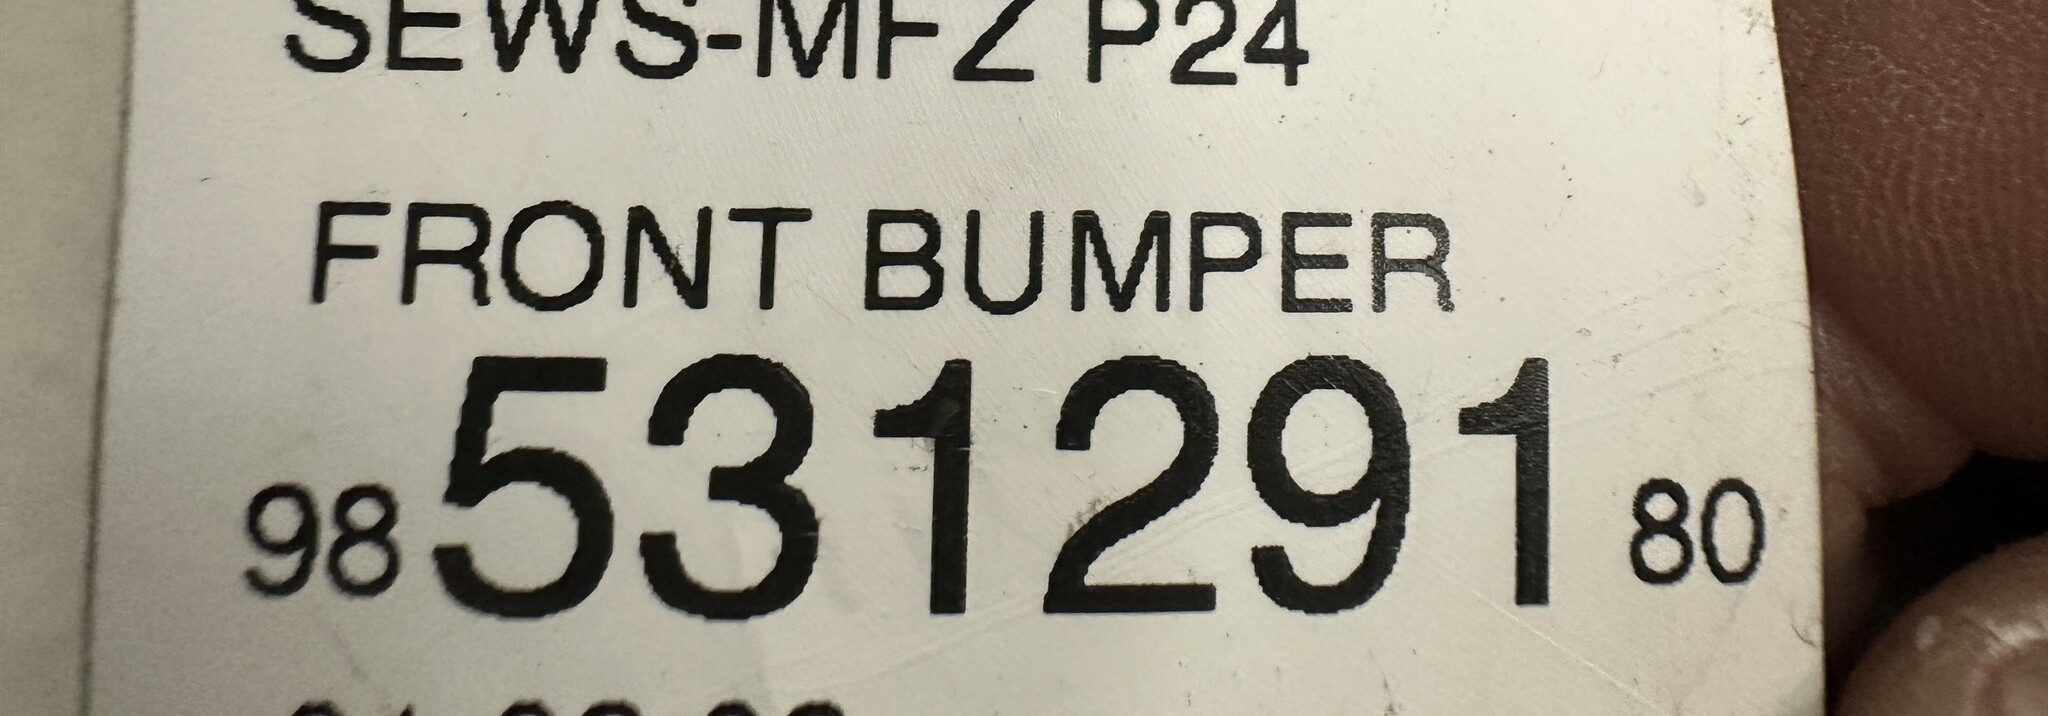 SEWS-MFZ P24
FRONT BUMPER
98 531291 80